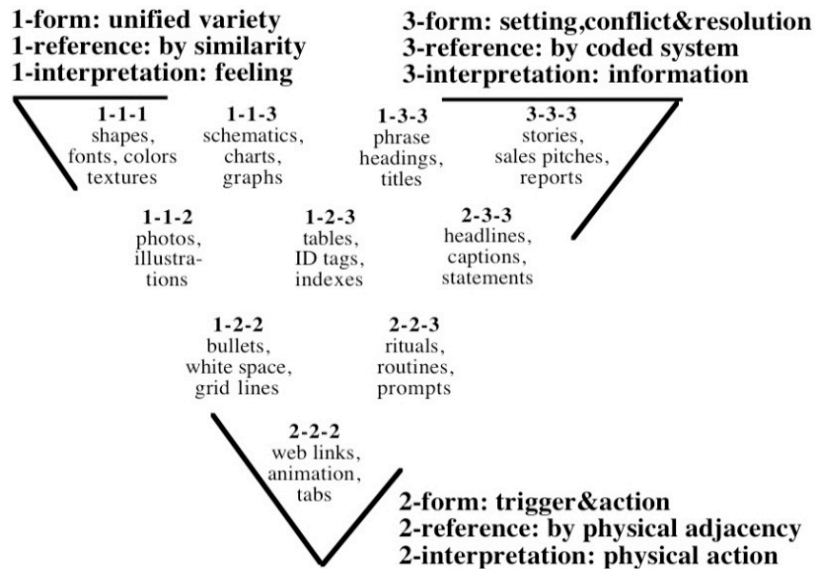 1-form: unified variety
1-reference: by similarity
1-interpretation: feeling
3-form: setting,conflict&resolution
3-reference: by coded system
3-interpretation: information
1-1-1
shapes,
fonts, colors
textures
1-1-3
schematics,
charts,
graphs
1-3-3
phrase
headings,
titles
3-3-3
stories,
sales pitches,
reports
1-1-2
photos,
illustra-
tions
1-2-3
tables,
ID tags,
indexes
2-3-3
headlines,
captions,
statements
1-2-2
bullets,
white space,
grid lines
2-2-3
rituals,
routines,
prompts
2-2-2
web links,
animation,
tabs
2-form: trigger&action
2-reference: by physical adjacency
2-interpretation: physical action